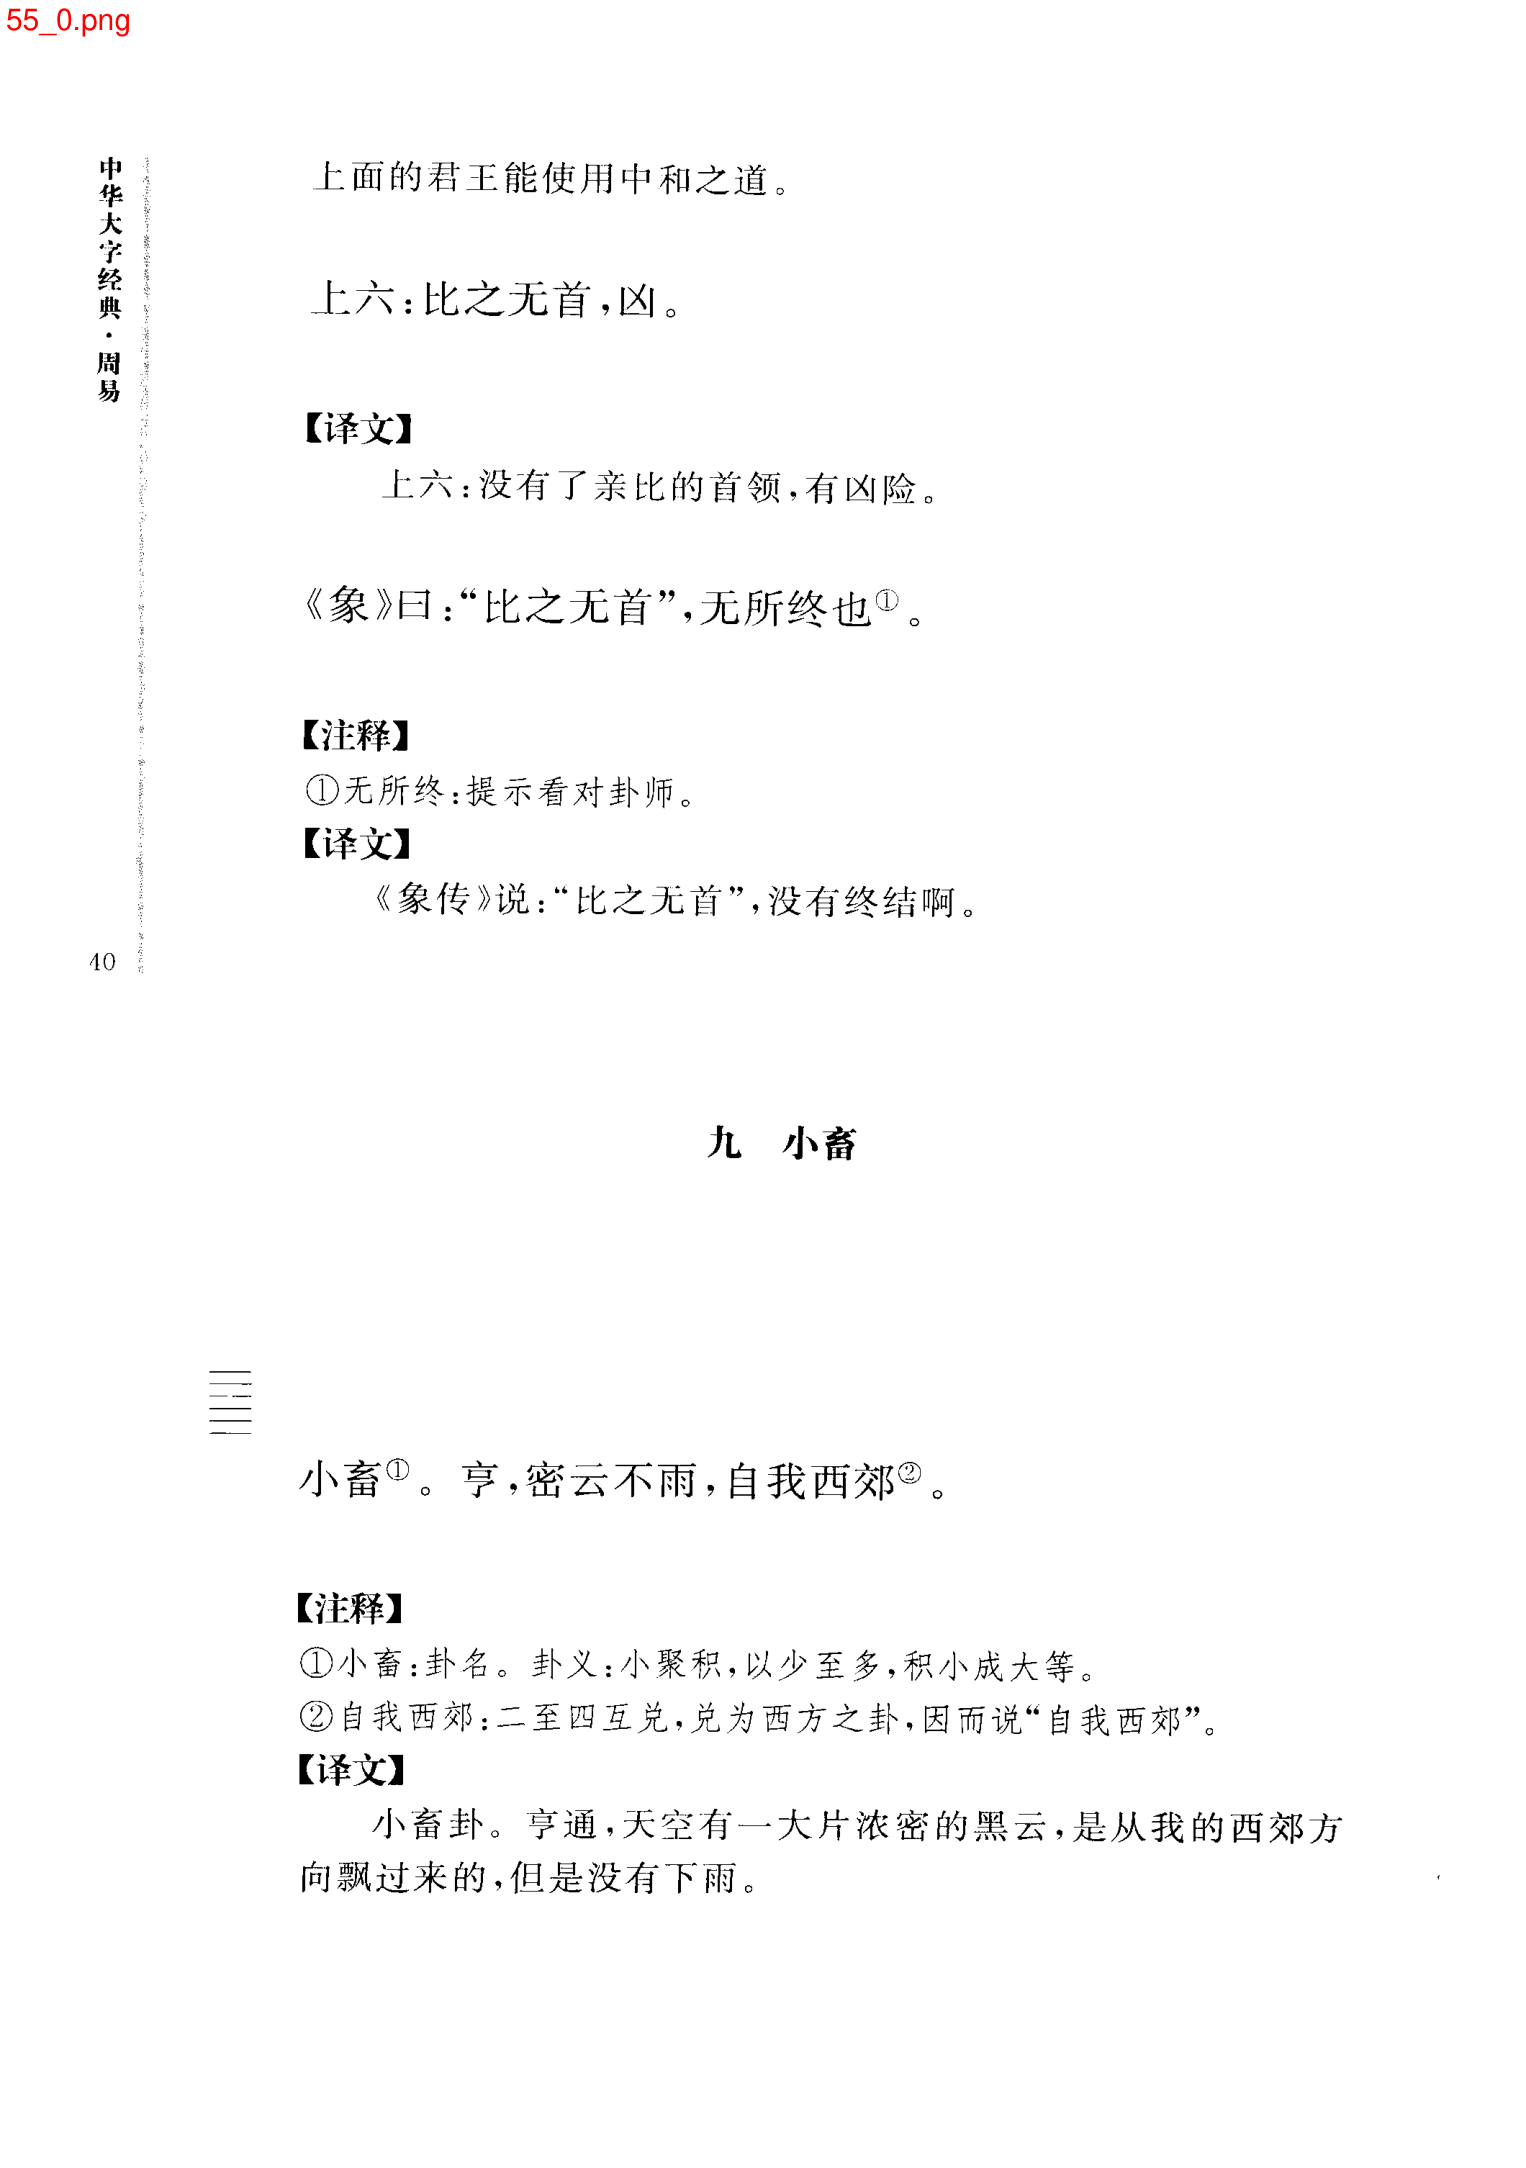 55_0.png
中华大字经典·周易
上面的君王能使用中和之道。
上六：比之无首，凶。
【译文】
上六：没有了亲比的首领，有凶险。
《象》曰：“比之无首”，无所终也①。
【注释】
①无所终：提示看对卦师。
【译文】
《象传》说：“比之无首”，没有终结啊。
40
九　小畜
小畜①。亨，密云不雨，自我西郊②。
【注释】
①小畜：卦名。卦义：小聚积，以少至多，积小成大等。
②自我西郊：二至四互兑，兑为西方之卦，因而说“自我西郊”。
【译文】
小畜卦。亨通，天空有一大片浓密的黑云，是从我的西郊方
向飘过来的，但是没有下雨。